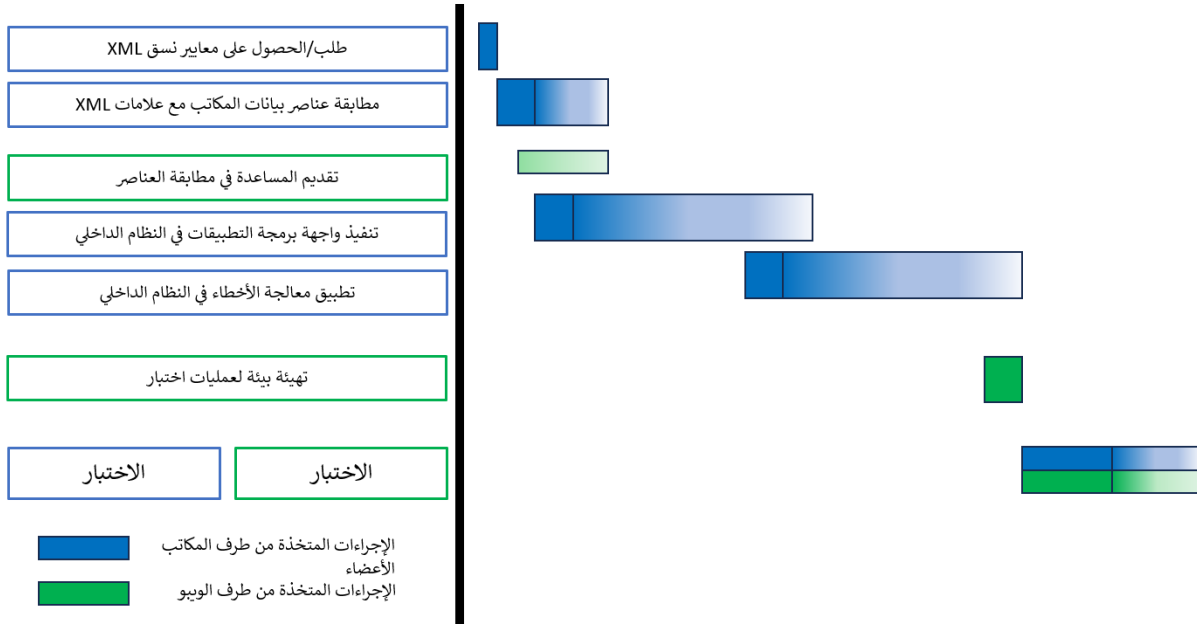 طلب/الحصول على معايير نسق XML
مطابقة عناصر بيانات المكاتب مع علامات XML
تقديم المساعدة في مطابقة العناصر
تنفيذ واجهة برمجة التطبيقات في النظام الداخلي
تطبيق معالجة الأخطاء في النظام الداخلي
تهيئة بيئة لعمليات اختبار
الاختبار
الاختبار
الإجراءات المتخذة من طرف المكاتب
الأعضاء
الإجراءات المتخذة من طرف الويبو